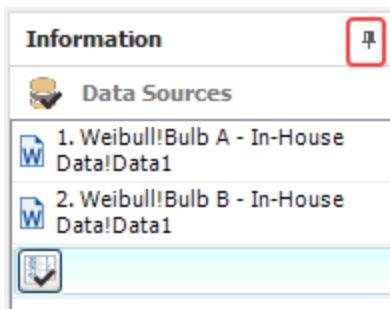 Information
Data Sources
1. Weibull!Bulb A - In-House
Data!Data1
2. Weibull!Bulb B - In-House
Data!Data1